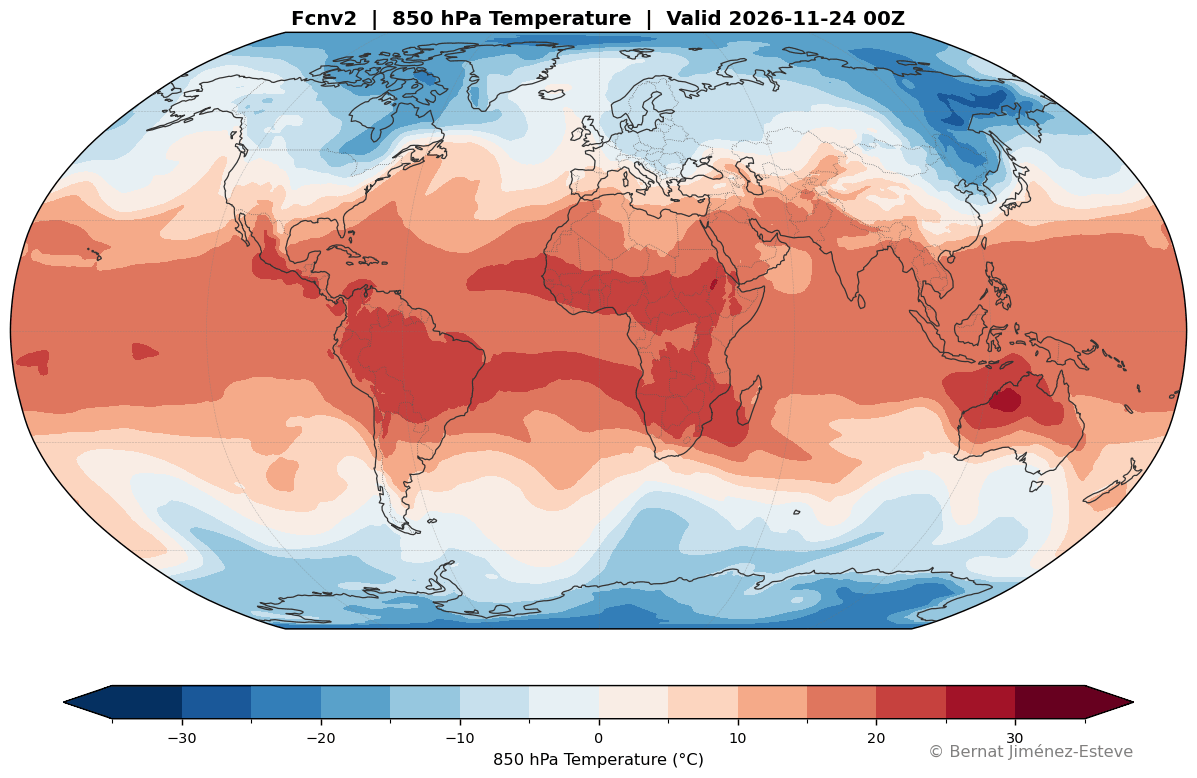 Fcnv2 | 850 hPa Temperature | Valid 2026-11-24 00Z
−30 −20 −10 0 10 20 30
850 hPa Temperature (°C)
© Bernat Jiménez-Esteve